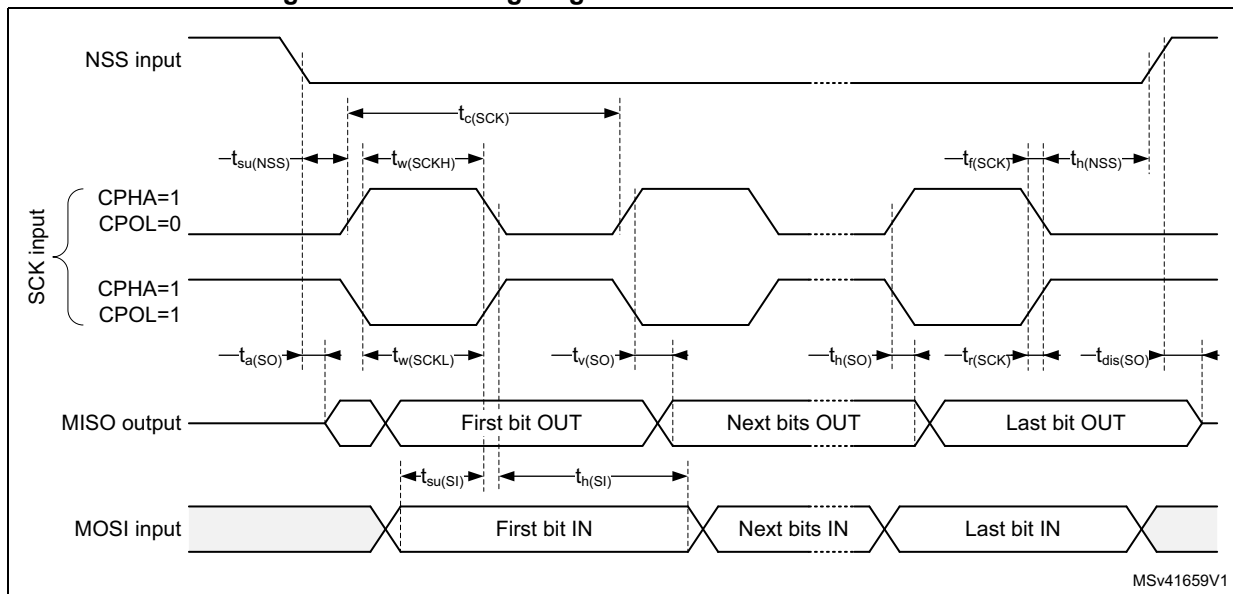 NSS input
tc(SCK)
tsu(NSS)
tw(SCKH)
tf(SCK)
th(NSS)
SCK input
CPHA=1
CPOL=0
CPHA=1
CPOL=1
ta(SO)
tw(SCKL)
tv(SO)
th(SO)
tr(SCK)
tdis(SO)
MISO output
First bit OUT
Next bits OUT
Last bit OUT
tsu(SI)
th(SI)
MOSI input
First bit IN
Next bits IN
Last bit IN
MSv41659V1